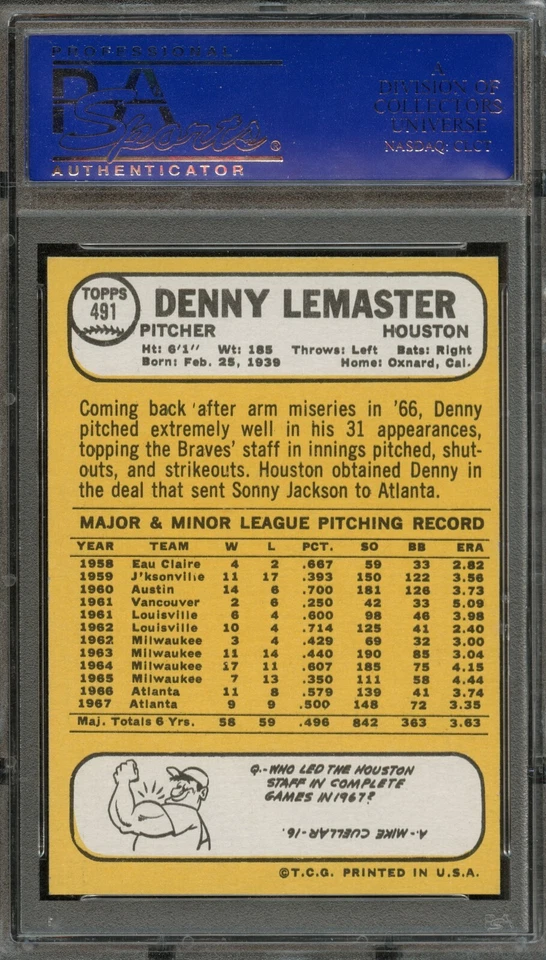 PROFESSIONAL
PSA
Sports®
AUTHENTICATOR
A
DIVISION OF
COLLECTORS
UNIVERSE
NASDAQ: CLCT
TOPPS
491
DENNY LEMASTER
PITCHER HOUSTON
Ht: 6'1" Wt: 185 Throws: Left Bats: Right
Born: Feb. 25, 1939 Home: Oxnard, Cal.
Coming back after arm miseries in '66, Denny
pitched extremely well in his 31 appearances,
topping the Braves' staff in innings pitched, shut-
outs, and strikeouts. Houston obtained Denny in
the deal that sent Sonny Jackson to Atlanta.
MAJOR & MINOR LEAGUE PITCHING RECORD
YEAR TEAM W L PCT. SO BB ERA
1958 Eau Claire 4 2 .667 59 33 2.82
1959 J'ksonville 11 17 .393 150 122 3.56
1960 Austin 14 6 .700 181 126 3.73
1961 Vancouver 2 6 .250 42 33 5.09
1961 Louisville 6 4 .600 98 46 3.98
1962 Louisville 10 4 .714 125 41 2.40
1962 Milwaukee 3 4 .429 69 32 3.00
1963 Milwaukee 11 14 .440 190 85 3.04
1964 Milwaukee 17 11 .607 185 75 4.15
1965 Milwaukee 7 13 .350 111 58 4.44
1966 Atlanta 11 8 .579 139 41 3.74
1967 Atlanta 9 9 .500 148 72 3.35
Maj. Totals 6 Yrs. 58 59 .496 842 363 3.63
Q.-WHO LED THE HOUSTON
STAFF IN COMPLETE
GAMES IN 1967?
A.-MIKE CUELLAR-16.
©T.C.G. PRINTED IN U.S.A.
PSA